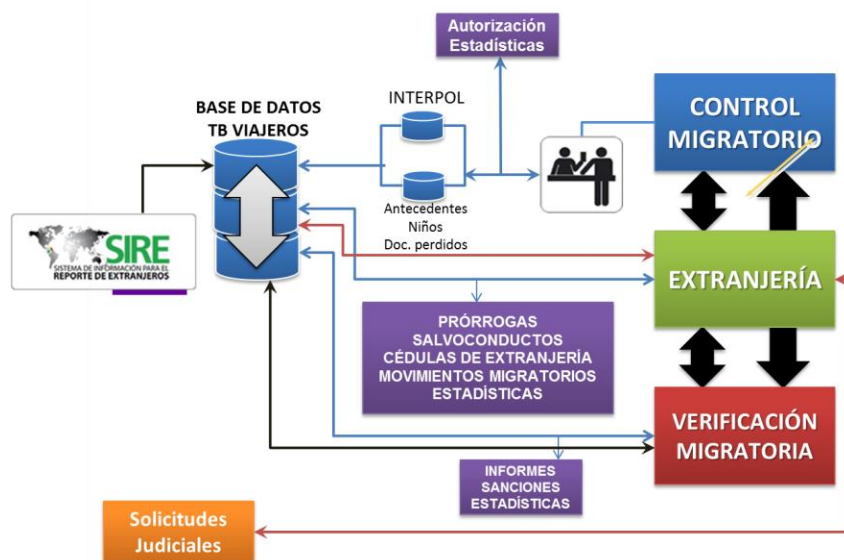 Autorización
Estadísticas
BASE DE DATOS
TB VIAJEROS
INTERPOL
CONTROL
MIGRATORIO
Antecedentes
Niños
Doc. perdidos
SIRE
SISTEMA DE INFORMACIÓN PARA EL
REPORTE DE EXTRANJEROS
EXTRANJERÍA
PRÓRROGAS
SALVOCONDUCTOS
CÉDULAS DE EXTRANJERÍA
MOVIMIENTOS MIGRATORIOS
ESTADÍSTICAS
VERIFICACIÓN
MIGRATORIA
INFORMES
SANCIONES
ESTADÍSTICAS
Solicitudes
Judiciales